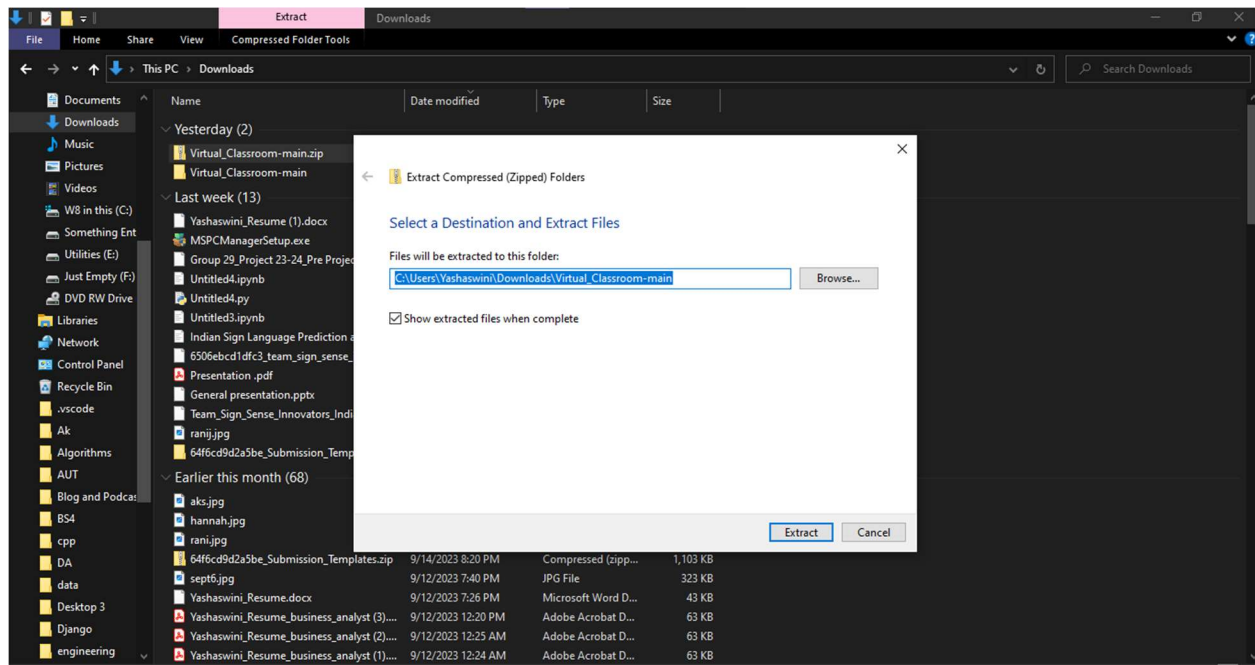 Extract
Downloads
File Home Share View Compressed Folder Tools
This PC > Downloads
Search Downloads
Documents
Downloads
Music
Pictures
Videos
W8 in this (C:)
Something Ent
Utilities (E:)
Just Empty (F:)
DVD RW Drive
Libraries
Network
Control Panel
Recycle Bin
.vscode
Ak
Algorithms
AUT
Blog and Podcas
BS4
cpp
DA
data
Desktop 3
Django
engineering
Name Date modified Type Size
Yesterday (2)
Virtual_Classroom-main.zip
Virtual_Classroom-main
Last week (13)
Yashaswini_Resume (1).docx
MSPCManagerSetup.exe
Group 29_Project 23-24_Pre Projec
Untitled4.ipynb
Untitled4.py
Untitled3.ipynb
Indian Sign Language Prediction a
6506ebcd1dfc3_team_sign_sense_
Presentation .pdf
General presentation.pptx
Team_Sign_Sense_Innovators_Indi
ranij.jpg
64f6cd9d2a5be_Submission_Temp
Earlier this month (68)
aks.jpg
hannah.jpg
rani.jpg
64f6cd9d2a5be_Submission_Templates.zip 9/14/2023 8:20 PM Compressed (zipp... 1,103 KB
sept6.jpg 9/12/2023 7:40 PM JPG File 323 KB
Yashaswini_Resume.docx 9/12/2023 7:26 PM Microsoft Word D... 43 KB
Yashaswini_Resume_business_analyst (3).... 9/12/2023 12:20 PM Adobe Acrobat D... 63 KB
Yashaswini_Resume_business_analyst (2).... 9/12/2023 12:25 AM Adobe Acrobat D... 63 KB
Yashaswini_Resume_business_analyst (1).... 9/12/2023 12:24 AM Adobe Acrobat D... 63 KB
Extract Compressed (Zipped) Folders
Select a Destination and Extract Files
Files will be extracted to this folder:
C:\Users\Yashaswini\Downloads\Virtual_Classroom-main
Browse...
Show extracted files when complete
Extract Cancel